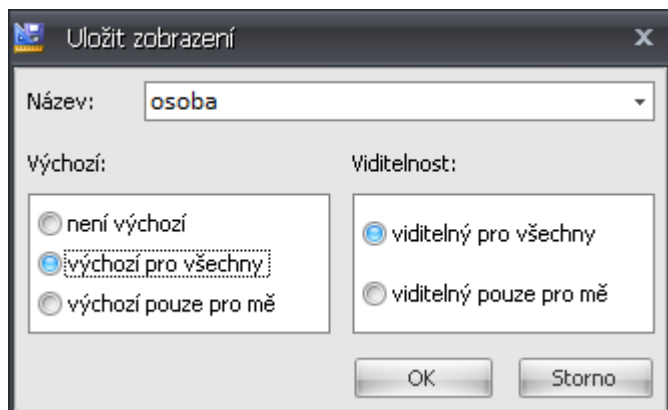 Uložit zobrazení
Název: osoba
Výchozí: Viditelnost:
není výchozí
výchozí pro všechny
výchozí pouze pro mě
viditelný pro všechny
viditelný pouze pro mě
OK Storno